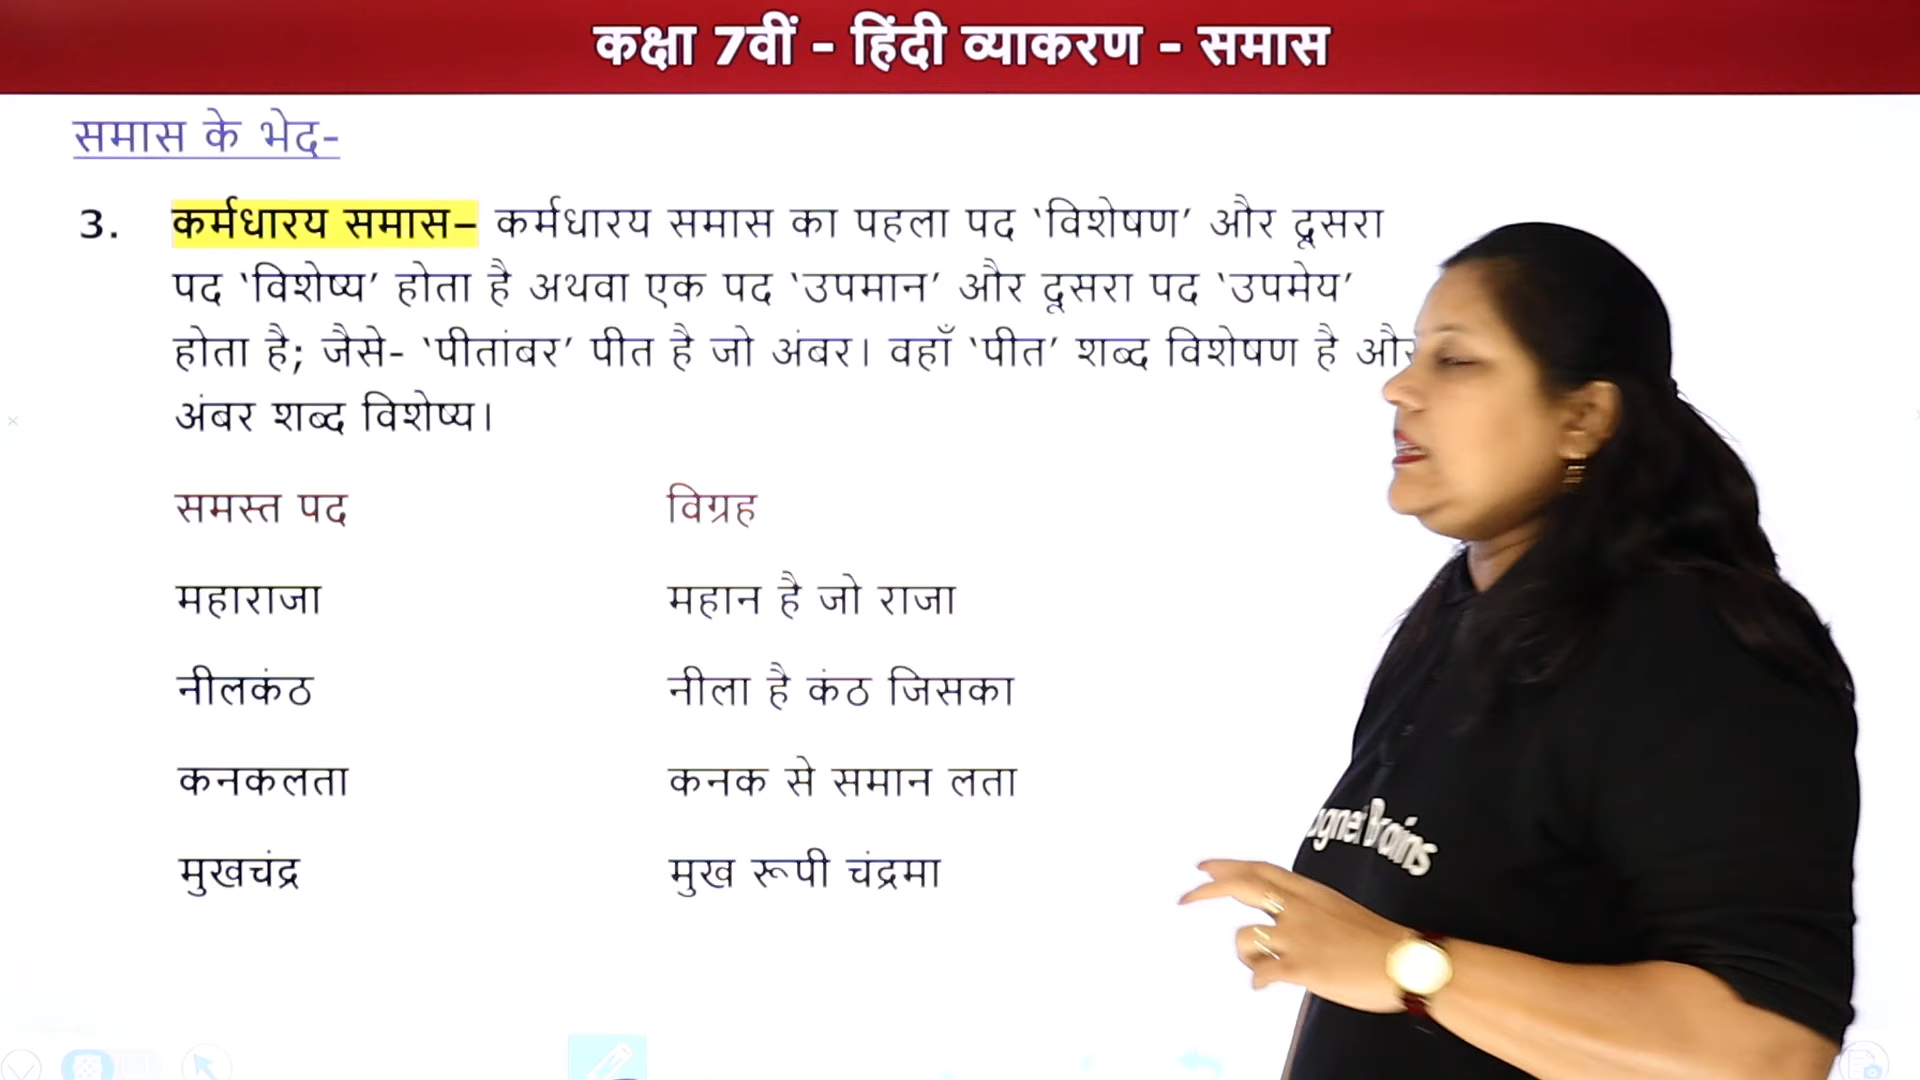 कक्षा 7वीं - हिंदी व्याकरण - समास
समास के भेद-
3. कर्मधारय समास– कर्मधारय समास का पहला पद ‘विशेषण’ और दूसरा
पद ‘विशेष्य’ होता है अथवा एक पद ‘उपमान’ और दूसरा पद ‘उपमेय’
होता है; जैसे- ‘पीतांबर’ पीत है जो अंबर। वहाँ ‘पीत’ शब्द विशेषण है और
अंबर शब्द विशेष्य।
समस्त पद विग्रह
महाराजा महान है जो राजा
नीलकंठ नीला है कंठ जिसका
कनकलता कनक से समान लता
मुखचंद्र मुख रूपी चंद्रमा
Brains